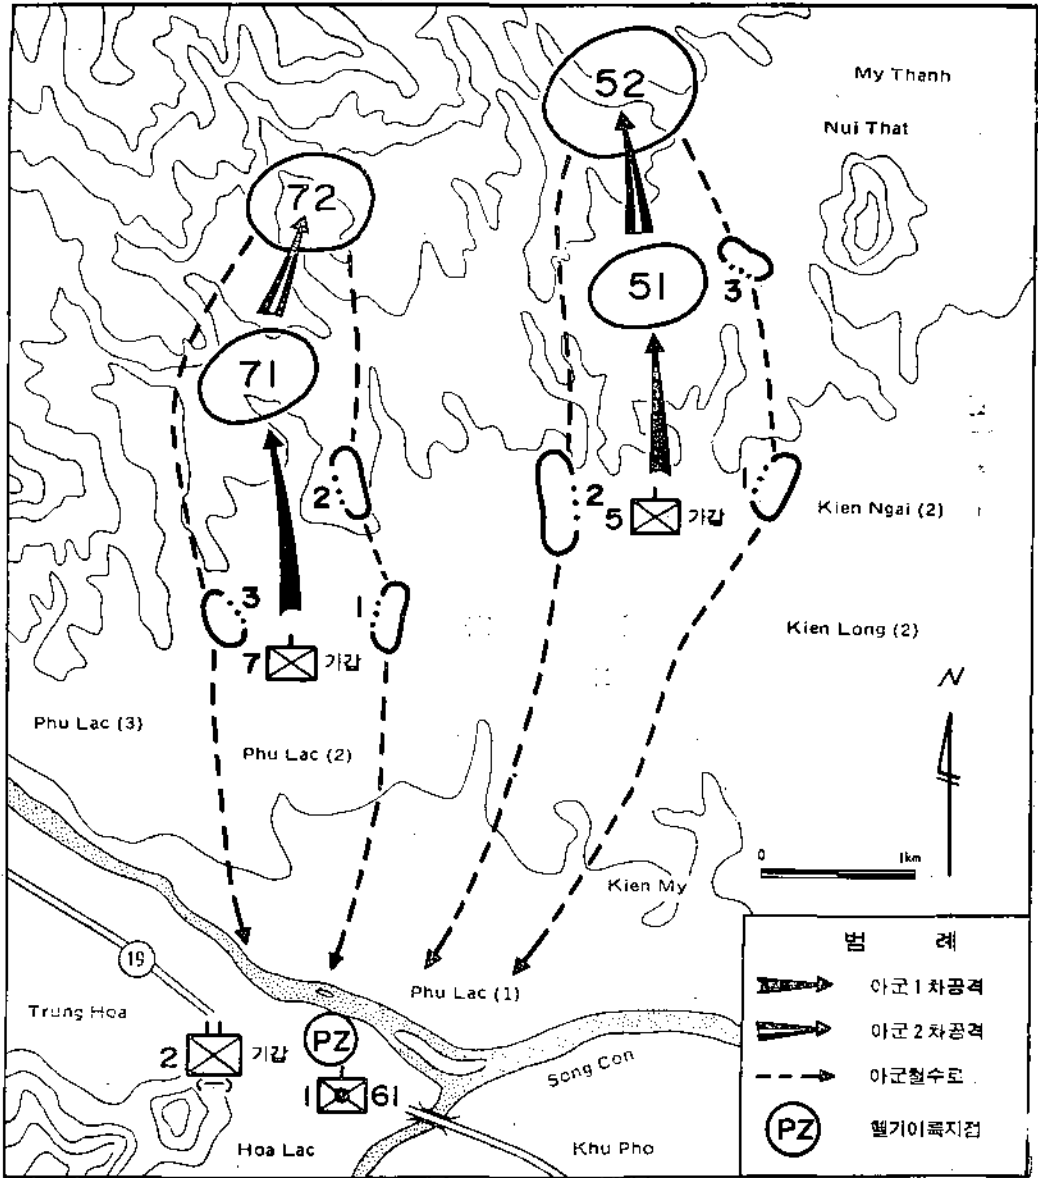 52
My Thanh
Nui That
72
51
3
71
2
2
5
기갑
1
Kien Ngai (2)
3
1
7
기갑
Kien Long (2)
N
Phu Lac (3)
Phu Lac (2)
0
1km
Kien My
범 례
19
아군 1 차공격
Phu Lac (1)
Trung Hoa
PZ
아군 2 차공격
2
기갑
Song Con
아군철수로
1
61
PZ
헬기이륙지점
Hoa Lac
Khu Pho